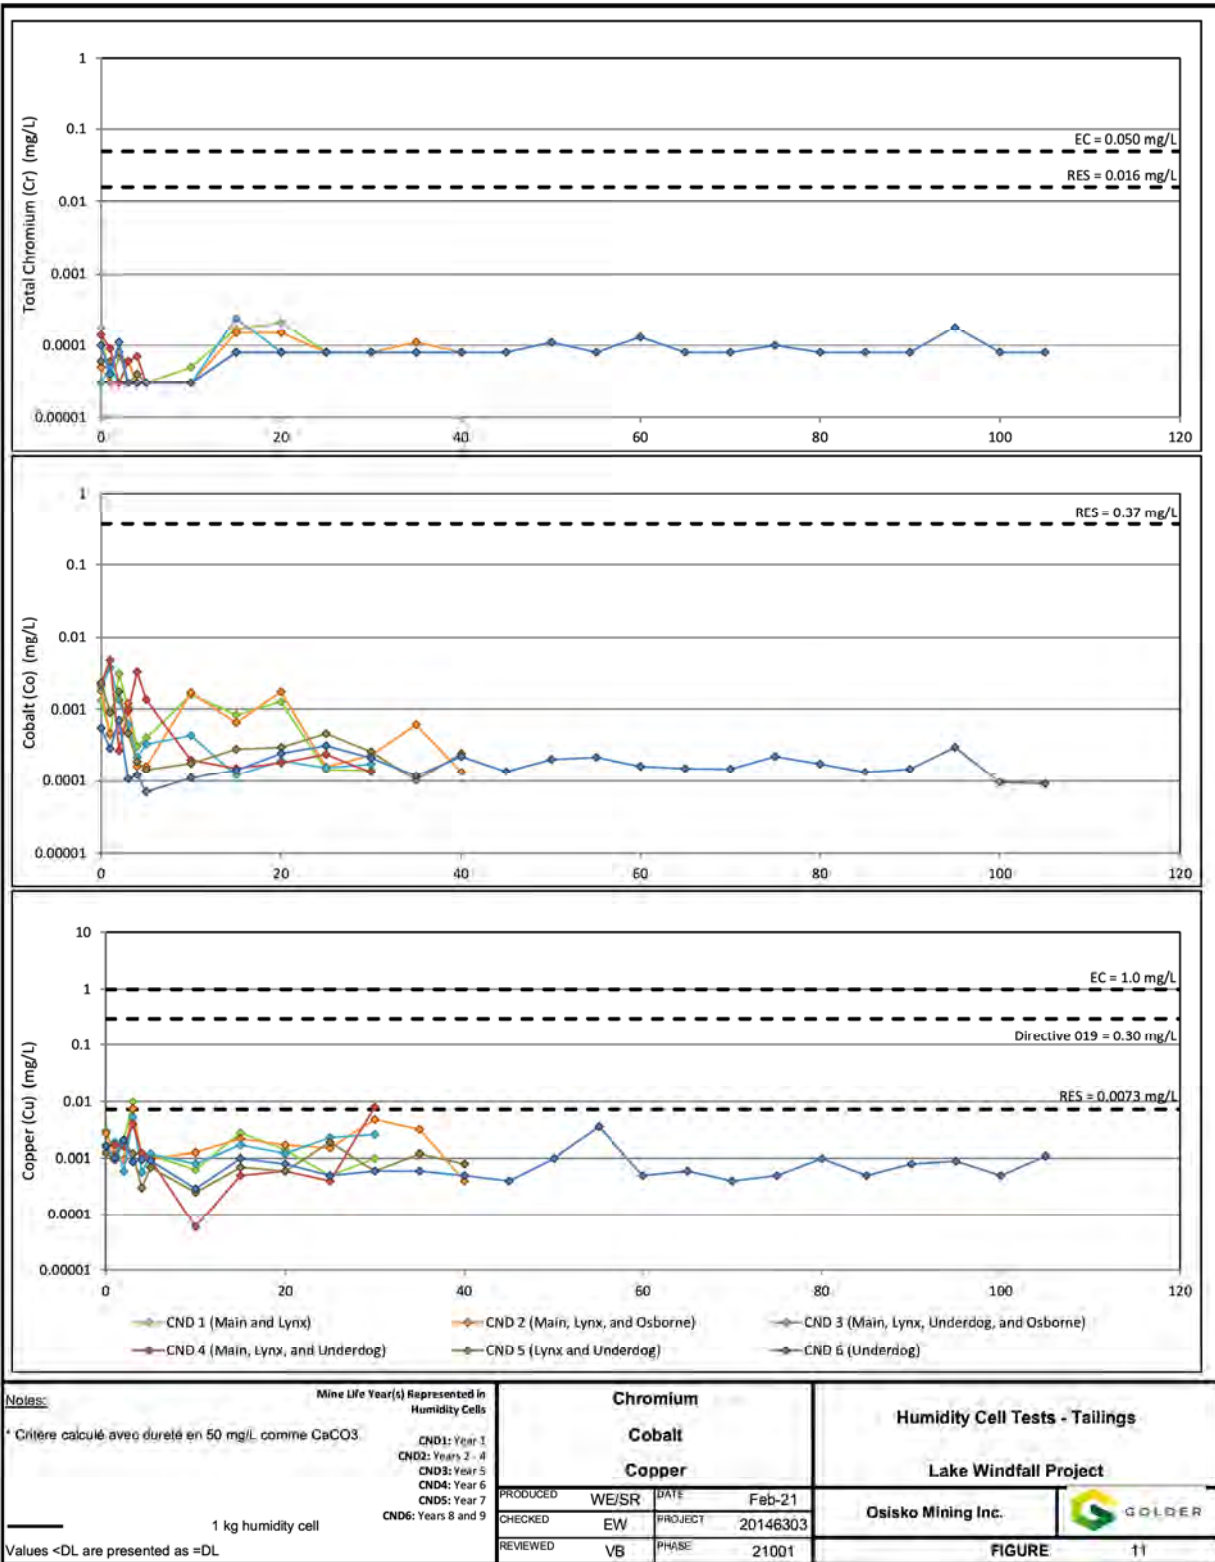 1
0.1
0.01
0.001
0.0001
0.00001
Total Chromium (Cr) (mg/L)
EC = 0.050 mg/L
RES = 0.016 mg/L
0 20 40 60 80 100 120
1
0.1
0.01
0.001
0.0001
0.00001
Cobalt (Co) (mg/L)
RES = 0.37 mg/L
0 20 40 60 80 100 120
10
1
0.1
0.01
0.001
0.0001
0.00001
Copper (Cu) (mg/L)
EC = 1.0 mg/L
Directive 019 = 0.30 mg/L
RES = 0.0073 mg/L
0 20 40 60 80 100 120
CND 1 (Main and Lynx) CND 2 (Main, Lynx, and Osborne) CND 3 (Main, Lynx, Underdog, and Osborne)
CND 4 (Main, Lynx, and Underdog) CND 5 (Lynx and Underdog) CND 6 (Underdog)
Notes:
* Critère calculé avec dureté en 50 mg/L comme CaCO3
1 kg humidity cell
Values <DL are presented as =DL
Mine Life Year(s) Represented in
Humidity Cells
CND1: Year 1
CND2: Years 2 - 4
CND3: Year 5
CND4: Year 6
CND5: Year 7
CND6: Years 8 and 9
Chromium
Cobalt
Copper
PRODUCED WE/SR DATE Feb-21
CHECKED EW PROJECT 20146303
REVIEWED VB PHASE 21001
Humidity Cell Tests - Tailings
Lake Windfall Project
Osisko Mining Inc.
GOLDER
FIGURE 11